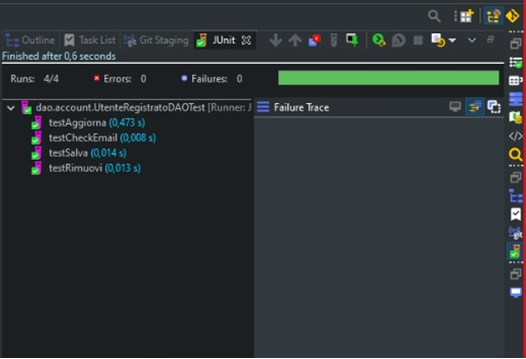 Outline Task List Git Staging JUnit
Finished after 0,6 seconds
Runs: 4/4 Errors: 0 Failures: 0
dao.account.UtenteRegistratoDAOTest [Runner: J
Failure Trace
testAggiorna (0,473 s)
testCheckEmail (0,008 s)
testSalva (0,014 s)
testRimuovi (0,013 s)